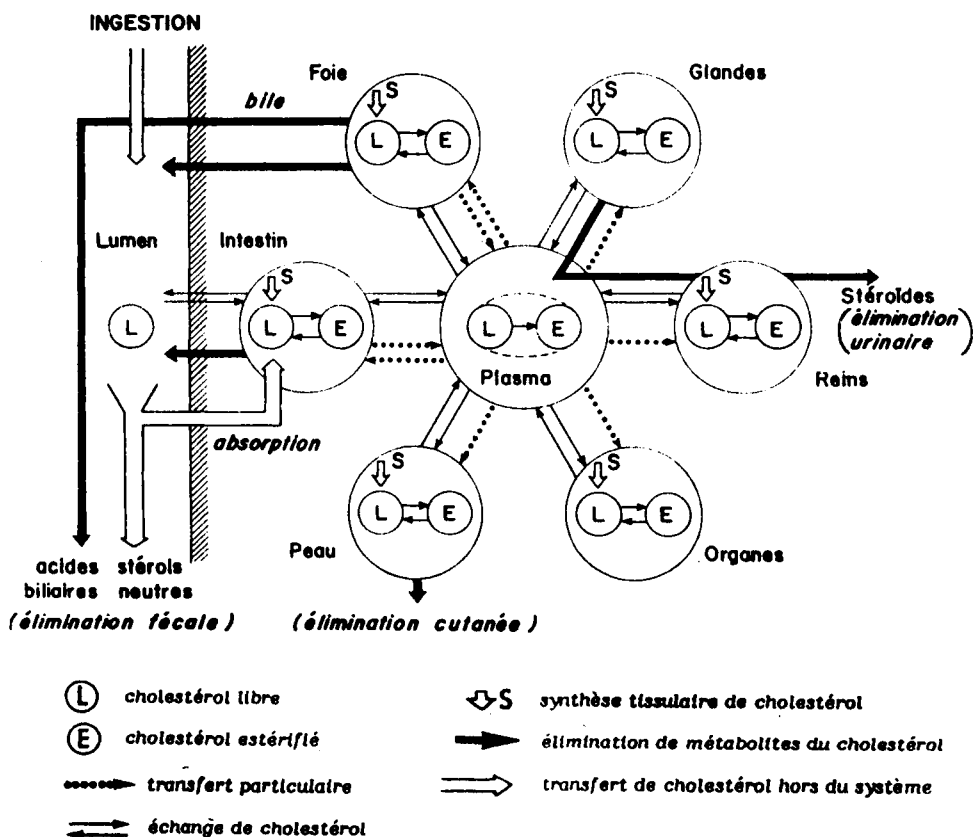 INGESTION
Foie
S
L
E
bile
Glandes
S
L
E
Lumen
Intestin
L
S
L
E
L
E
Plasma
S
L
E
Reins
Stéroïdes
(élimination
urinaire)
absorption
S
L
E
Peau
S
L
E
Organes
acides
biliaires
stérols
neutres
(élimination fécale)
(élimination cutanée)
L cholestérol libre
E cholestérol estérifié
transfert particulaire
échange de cholestérol
S synthèse tissulaire de cholestérol
élimination de métabolites du cholestérol
transfert de cholestérol hors du système